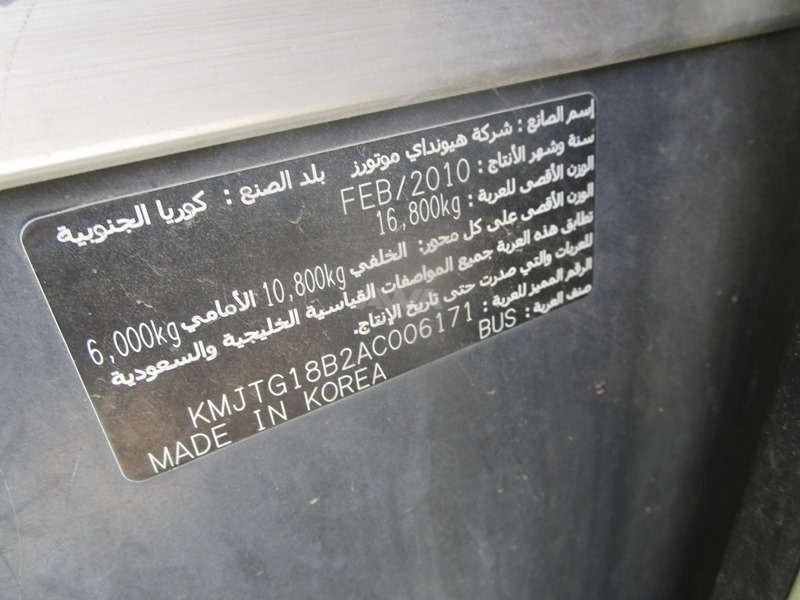 إسم الصانع : شركة هيونداي موتورز   بلد الصنع : كوريا الجنوبية
سنة وشهر الأنتاج : FEB/2010
الوزن الأقصى للعربة : 16,800kg
الوزن الأقصى على كل محور: الخلفي 10,800kg الأمامي 6,000kg
تطابق هذه العربة جميع المواصفات القياسية الخليجية والسعودية
للعربات والتي صدرت حتى تاريخ الإنتاج.
الرقم المميز للعربة : KMJTG18B2AC006171
صنف العربة : BUS   MADE IN KOREA